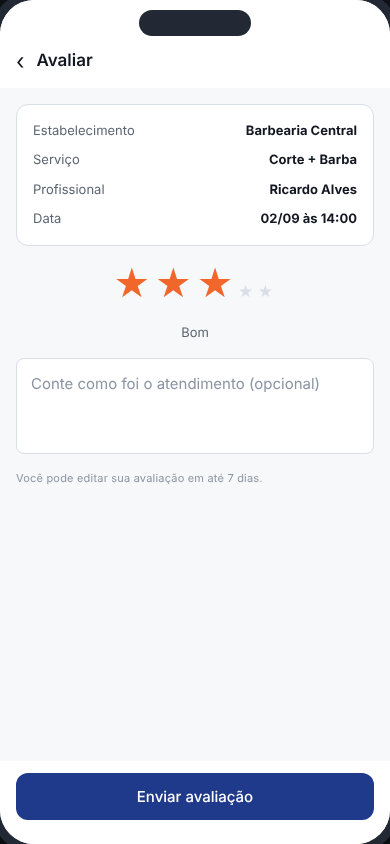 ‹ Avaliar
Estabelecimento Barbearia Central
Serviço Corte + Barba
Profissional Ricardo Alves
Data 02/09 às 14:00
Bom
Conte como foi o atendimento (opcional)
Você pode editar sua avaliação em até 7 dias.
Enviar avaliação